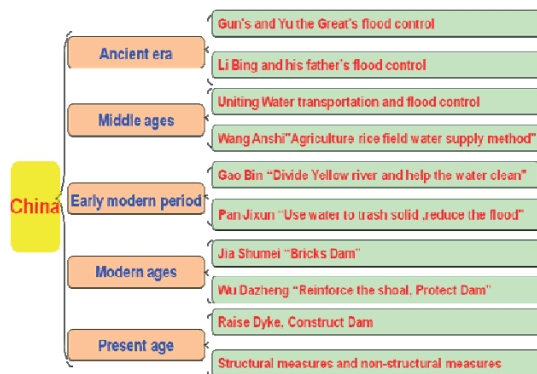 China
Ancient era
Gun's and Yu the Great's flood control
Li Bing and his father's flood control
Middle ages
Uniting Water transportation and flood control
Wang Anshi"Agriculture rice field water supply method"
Early modern period
Gao Bin "Divide Yellow river and help the water clean"
Pan Jixun "Use water to trash solid ,reduce the flood"
Modern ages
Jia Shumei "Bricks Dam"
Wu Dazheng "Reinforce the shoal, Protect Dam"
Present age
Raise Dyke, Construct Dam
Structural measures and non-structural measures